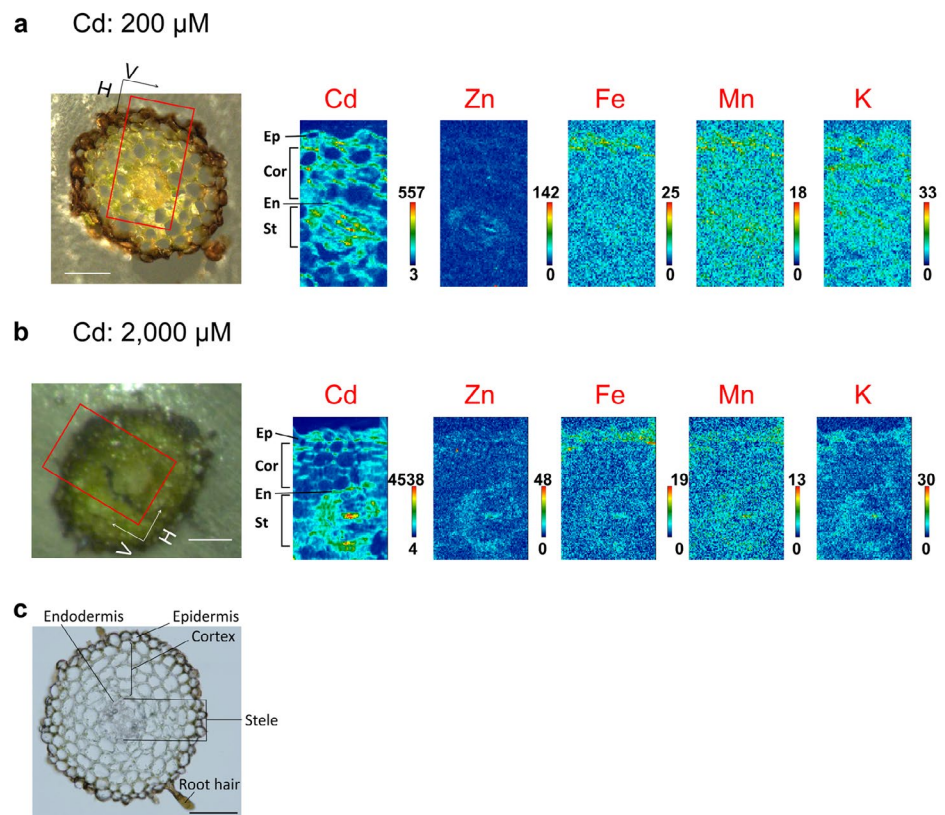 a Cd: 200 µM
H V
Cd Zn Fe Mn K
Ep
Cor
En
St
557 142 25 18 33
3 0 0 0 0
b Cd: 2,000 µM
Cd Zn Fe Mn K
Ep
Cor
En
St
4538 48 19 13 30
4 0 0 0 0
V H
c
Endodermis Epidermis
Cortex
Stele
Root hair